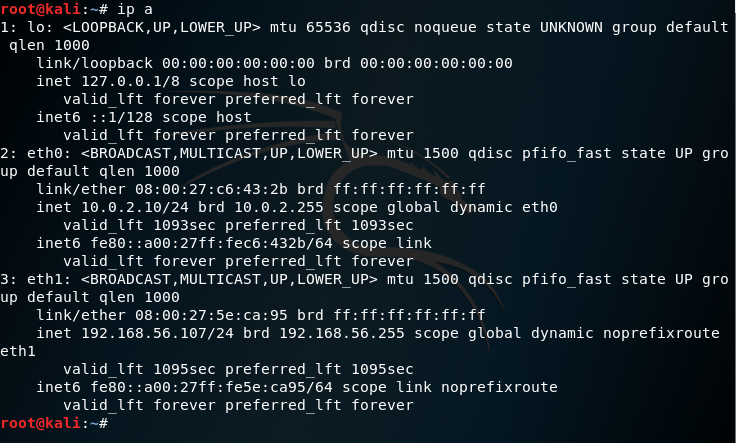 root@kali:~# ip a
1: lo: <LOOPBACK,UP,LOWER_UP> mtu 65536 qdisc noqueue state UNKNOWN group default
 qlen 1000
    link/loopback 00:00:00:00:00:00 brd 00:00:00:00:00:00
    inet 127.0.0.1/8 scope host lo
       valid_lft forever preferred_lft forever
    inet6 ::1/128 scope host
       valid_lft forever preferred_lft forever
2: eth0: <BROADCAST,MULTICAST,UP,LOWER_UP> mtu 1500 qdisc pfifo_fast state UP gro
up default qlen 1000
    link/ether 08:00:27:c6:43:2b brd ff:ff:ff:ff:ff:ff
    inet 10.0.2.10/24 brd 10.0.2.255 scope global dynamic eth0
       valid_lft 1093sec preferred_lft 1093sec
    inet6 fe80::a00:27ff:fec6:432b/64 scope link
       valid_lft forever preferred_lft forever
3: eth1: <BROADCAST,MULTICAST,UP,LOWER_UP> mtu 1500 qdisc pfifo_fast state UP gro
up default qlen 1000
    link/ether 08:00:27:5e:ca:95 brd ff:ff:ff:ff:ff:ff
    inet 192.168.56.107/24 brd 192.168.56.255 scope global dynamic noprefixroute
eth1
       valid_lft 1095sec preferred_lft 1095sec
    inet6 fe80::a00:27ff:fe5e:ca95/64 scope link noprefixroute
       valid_lft forever preferred_lft forever
root@kali:~#